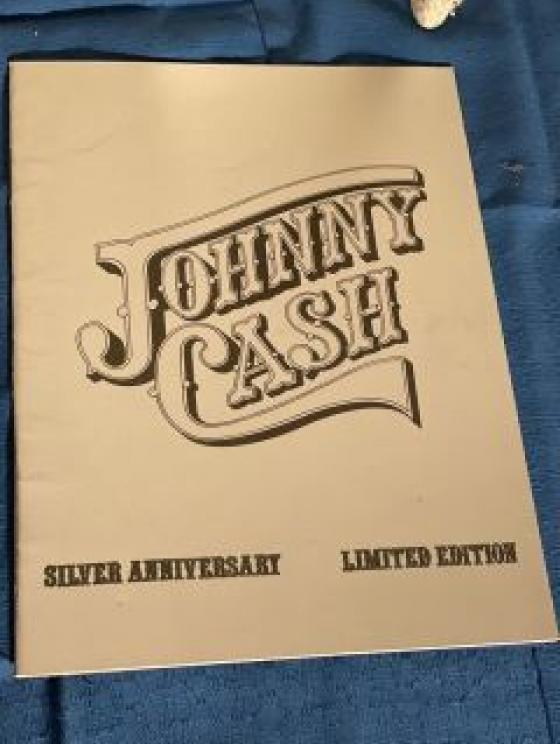 JOHNNY
CASH
SILVER ANNIVERSARY LIMITED EDITION